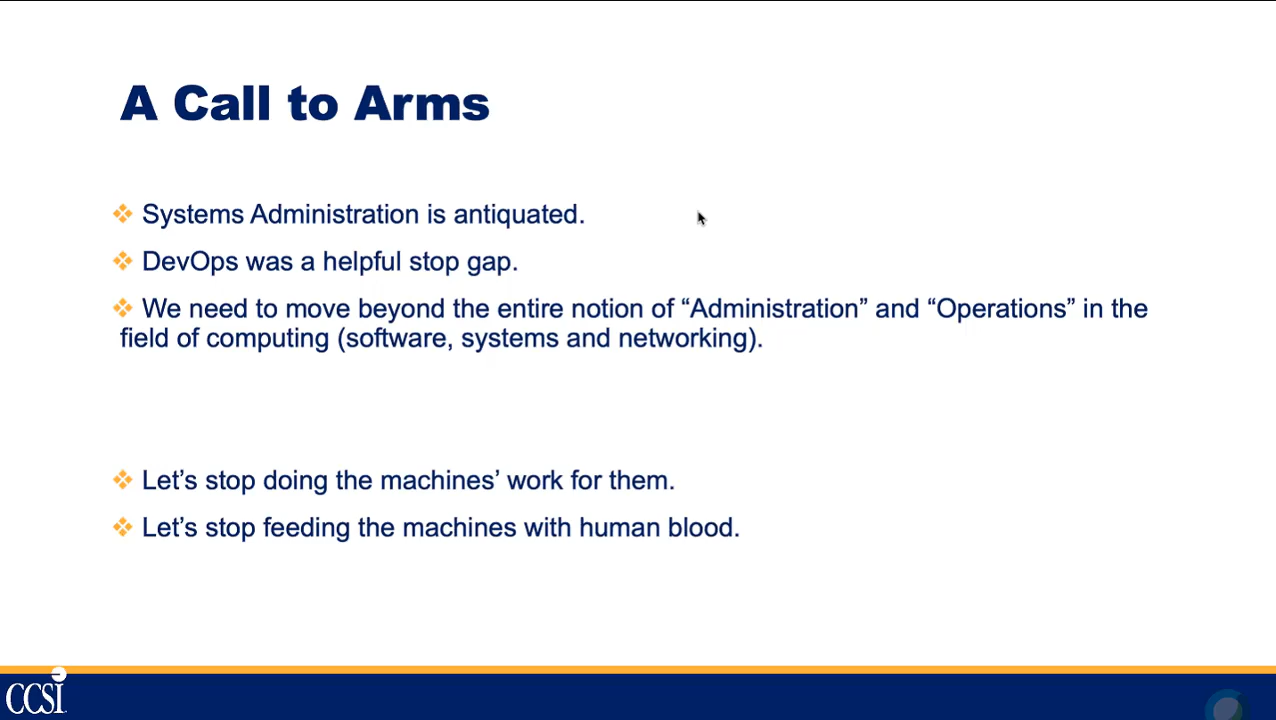 A Call to Arms
❖ Systems Administration is antiquated.
❖ DevOps was a helpful stop gap.
❖ We need to move beyond the entire notion of “Administration” and “Operations” in the
field of computing (software, systems and networking).
❖ Let’s stop doing the machines’ work for them.
❖ Let’s stop feeding the machines with human blood.
CCSI